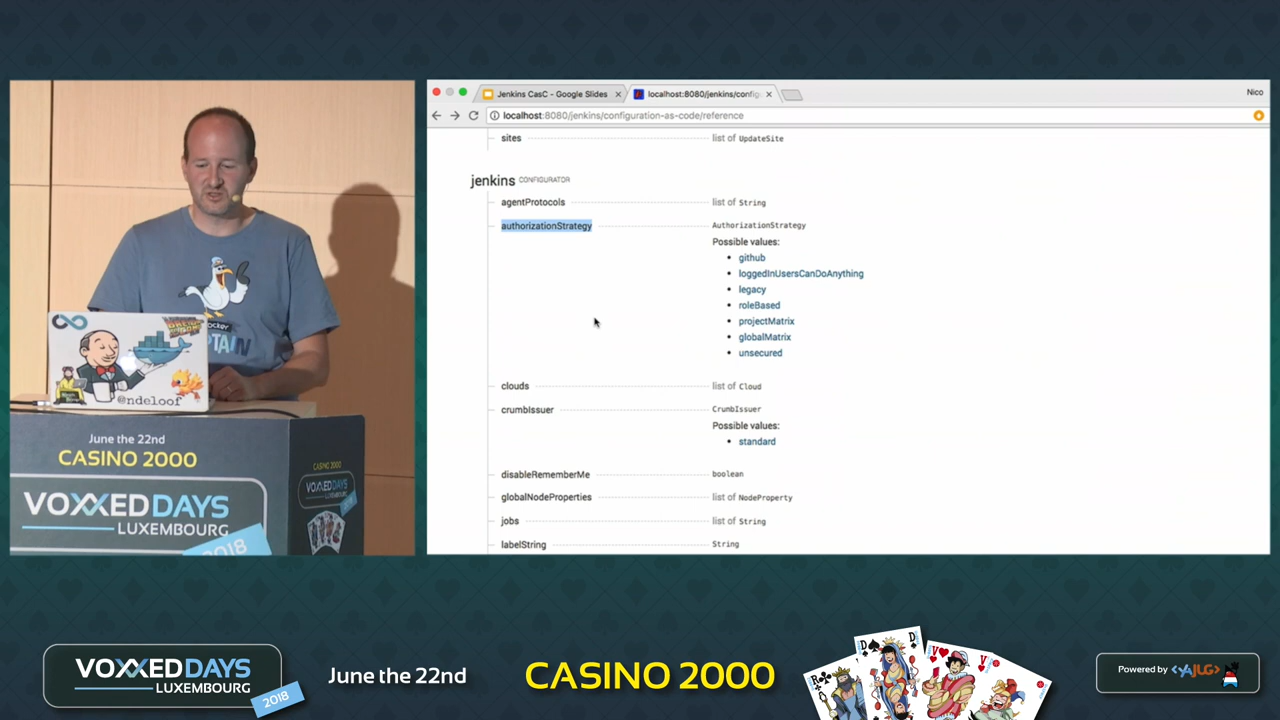 Jenkins CasC - Google Slides
localhost:8080/jenkins/config
Nico
localhost:8080/jenkins/configuration-as-code/reference
sites
list of UpdateSite
jenkins CONFIGURATOR
agentProtocols
list of String
authorizationStrategy
AuthorizationStrategy
Possible values:
github
loggedInUsersCanDoAnything
legacy
roleBased
projectMatrix
globalMatrix
unsecured
clouds
list of Cloud
crumbIssuer
CrumbIssuer
Possible values:
standard
disableRememberMe
boolean
globalNodeProperties
list of NodeProperty
jobs
list of String
labelString
String
@ndeloof
June the 22nd
CASINO 2000
VOXXEDDAYS
LUXEMBOURG
2018
CASINO 2000
VOXXEDDAYS
VOXXEDDAYS
LUXEMBOURG
2018
June the 22nd
CASINO 2000
R
D
D
V
V
Powered by <YAJUG>